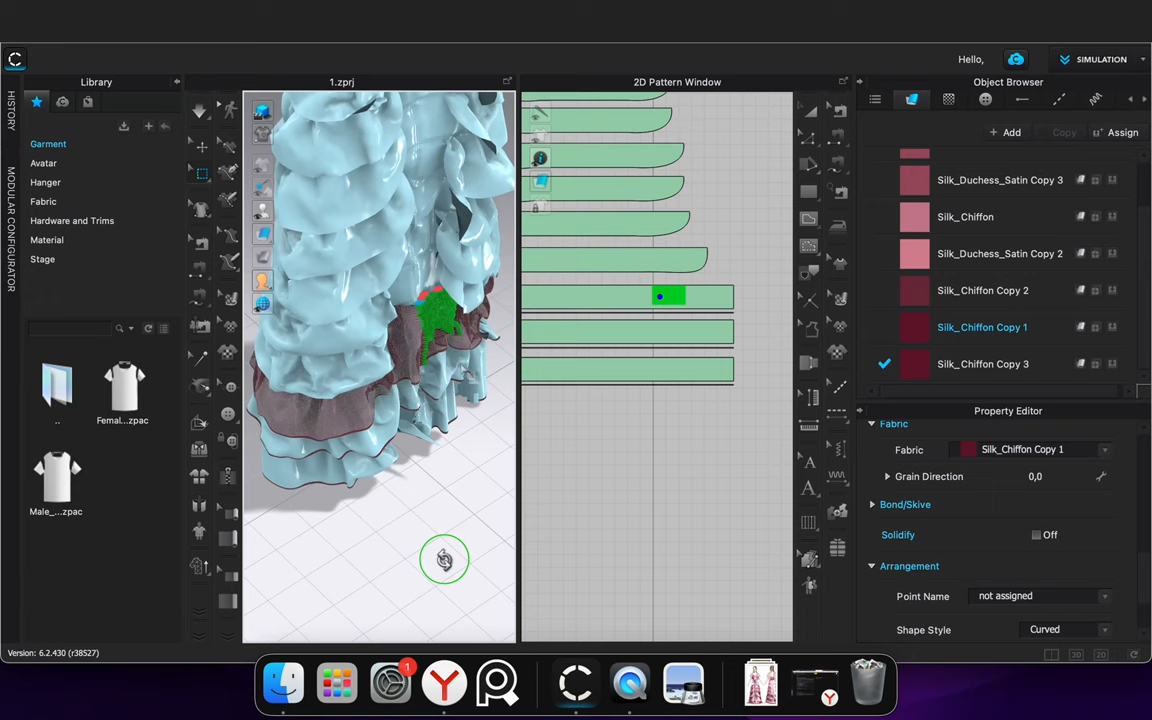 Hello,
SIMULATION
HISTORY
MODULAR CONFIGURATOR
Library
1.zprj
2D Pattern Window
Object Browser
Add
Copy
Assign
Garment
Avatar
Hanger
Fabric
Hardware and Trims
Material
Stage
..
Femal...zpac
Male_...zpac
Silk_Duchess_Satin Copy 3
Silk_Chiffon
Silk_Duchess_Satin Copy 2
Silk_Chiffon Copy 2
Silk_Chiffon Copy 1
Silk_Chiffon Copy 3
Property Editor
Fabric
Fabric
Silk_Chiffon Copy 1
Grain Direction
0,0
Bond/Skive
Solidify
Off
Arrangement
Point Name
not assigned
Shape Style
Curved
Version: 6.2.430 (r38527)
3D
2D
1